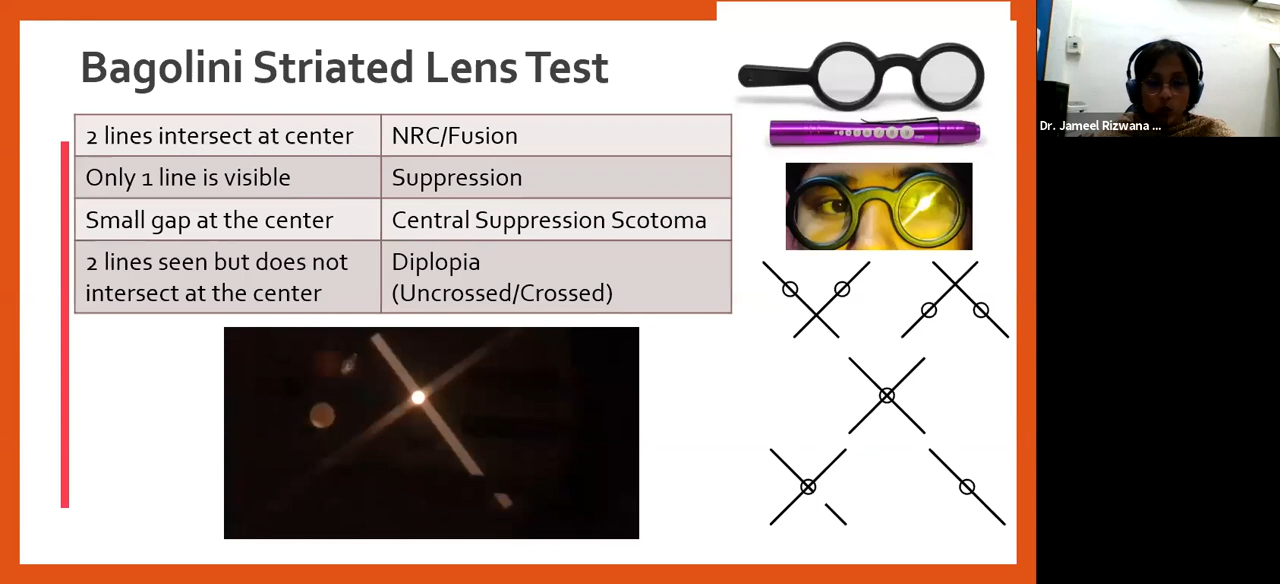 Bagolini Striated Lens Test
2 lines intersect at center
NRC/Fusion
Only 1 line is visible
Suppression
Small gap at the center
Central Suppression Scotoma
2 lines seen but does not
intersect at the center
Diplopia
(Uncrossed/Crossed)
Dr. Jameel Rizwana ...